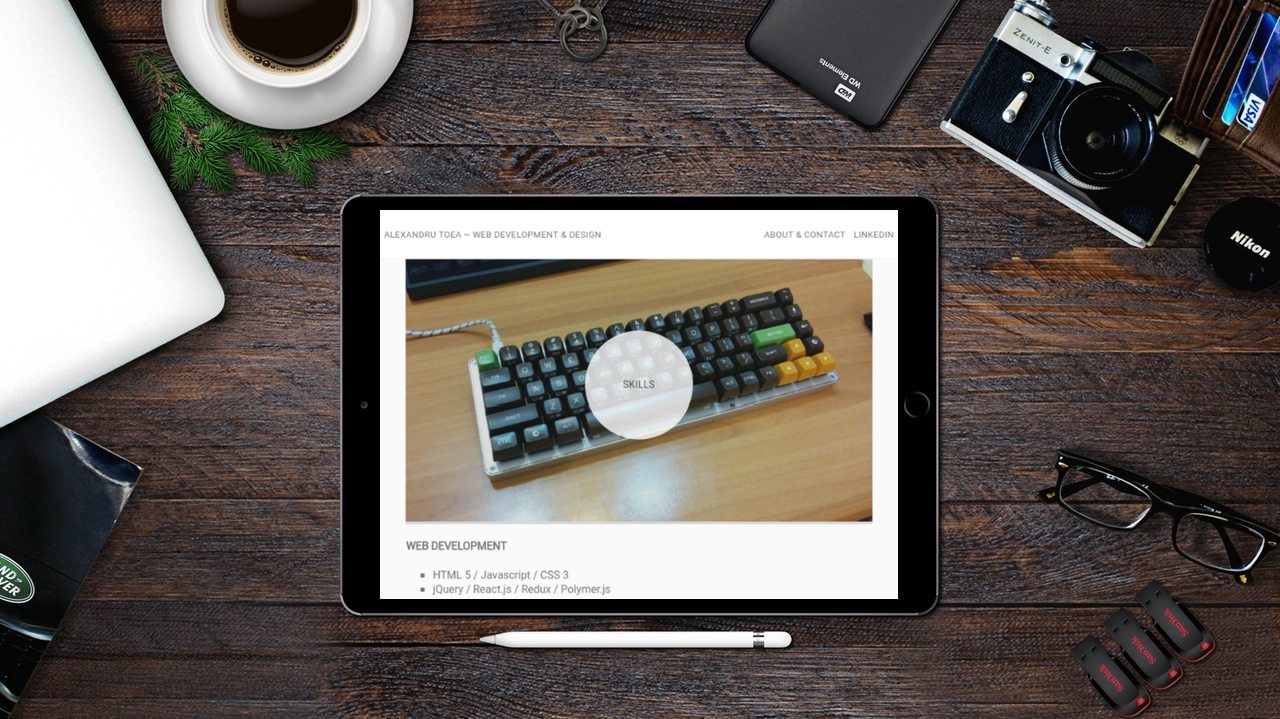 WD Elements
WD
ZENIT-E
VISA
Nikon
ALEXANDRU TOEA ~ WEB DEVELOPMENT & DESIGN
ABOUT & CONTACT
LINKEDIN
SKILLS
WEB DEVELOPMENT
HTML 5 / Javascript / CSS 3
jQuery / React.js / Redux / Polymer.js
SanDisk
SanDisk
SanDisk